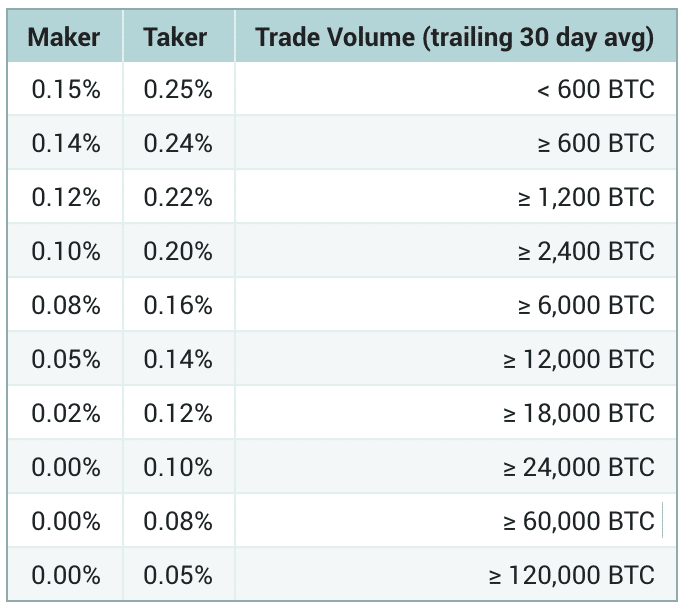 Maker Taker Trade Volume (trailing 30 day avg)
0.15% 0.25% < 600 BTC
0.14% 0.24% ≥ 600 BTC
0.12% 0.22% ≥ 1,200 BTC
0.10% 0.20% ≥ 2,400 BTC
0.08% 0.16% ≥ 6,000 BTC
0.05% 0.14% ≥ 12,000 BTC
0.02% 0.12% ≥ 18,000 BTC
0.00% 0.10% ≥ 24,000 BTC
0.00% 0.08% ≥ 60,000 BTC
0.00% 0.05% ≥ 120,000 BTC